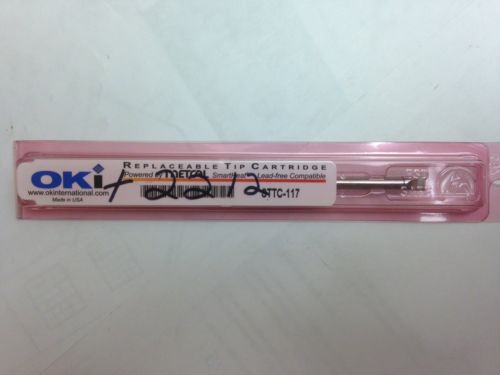 OKi
www.okinternational.com
Made in USA
REPLACEABLE TIP CARTRIDGE
Powered by METCAL SmartHeat Lead-free Compatible
STTC-117
+ 2212